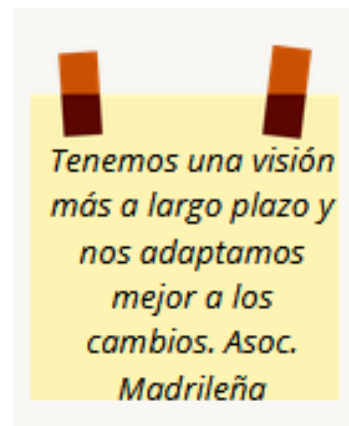 Tenemos una visión
más a largo plazo y
nos adaptamos
mejor a los
cambios. Asoc.
Madrileña